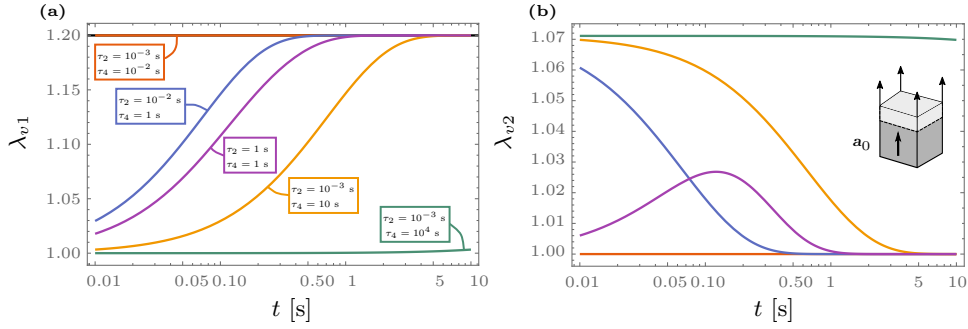 (a)
λv1
1.20
1.15
1.10
1.05
1.00
τ2 = 10−3 s
τ4 = 10−2 s
τ2 = 10−2 s
τ4 = 1 s
τ2 = 1 s
τ4 = 1 s
τ2 = 10−3 s
τ4 = 10 s
τ2 = 10−3 s
τ4 = 104 s
0.01 0.05 0.10 0.50 1 5 10
t [s]
(b)
λv2
1.07
1.06
1.05
1.04
1.03
1.02
1.01
1.00
a0
0.01 0.05 0.10 0.50 1 5 10
t [s]